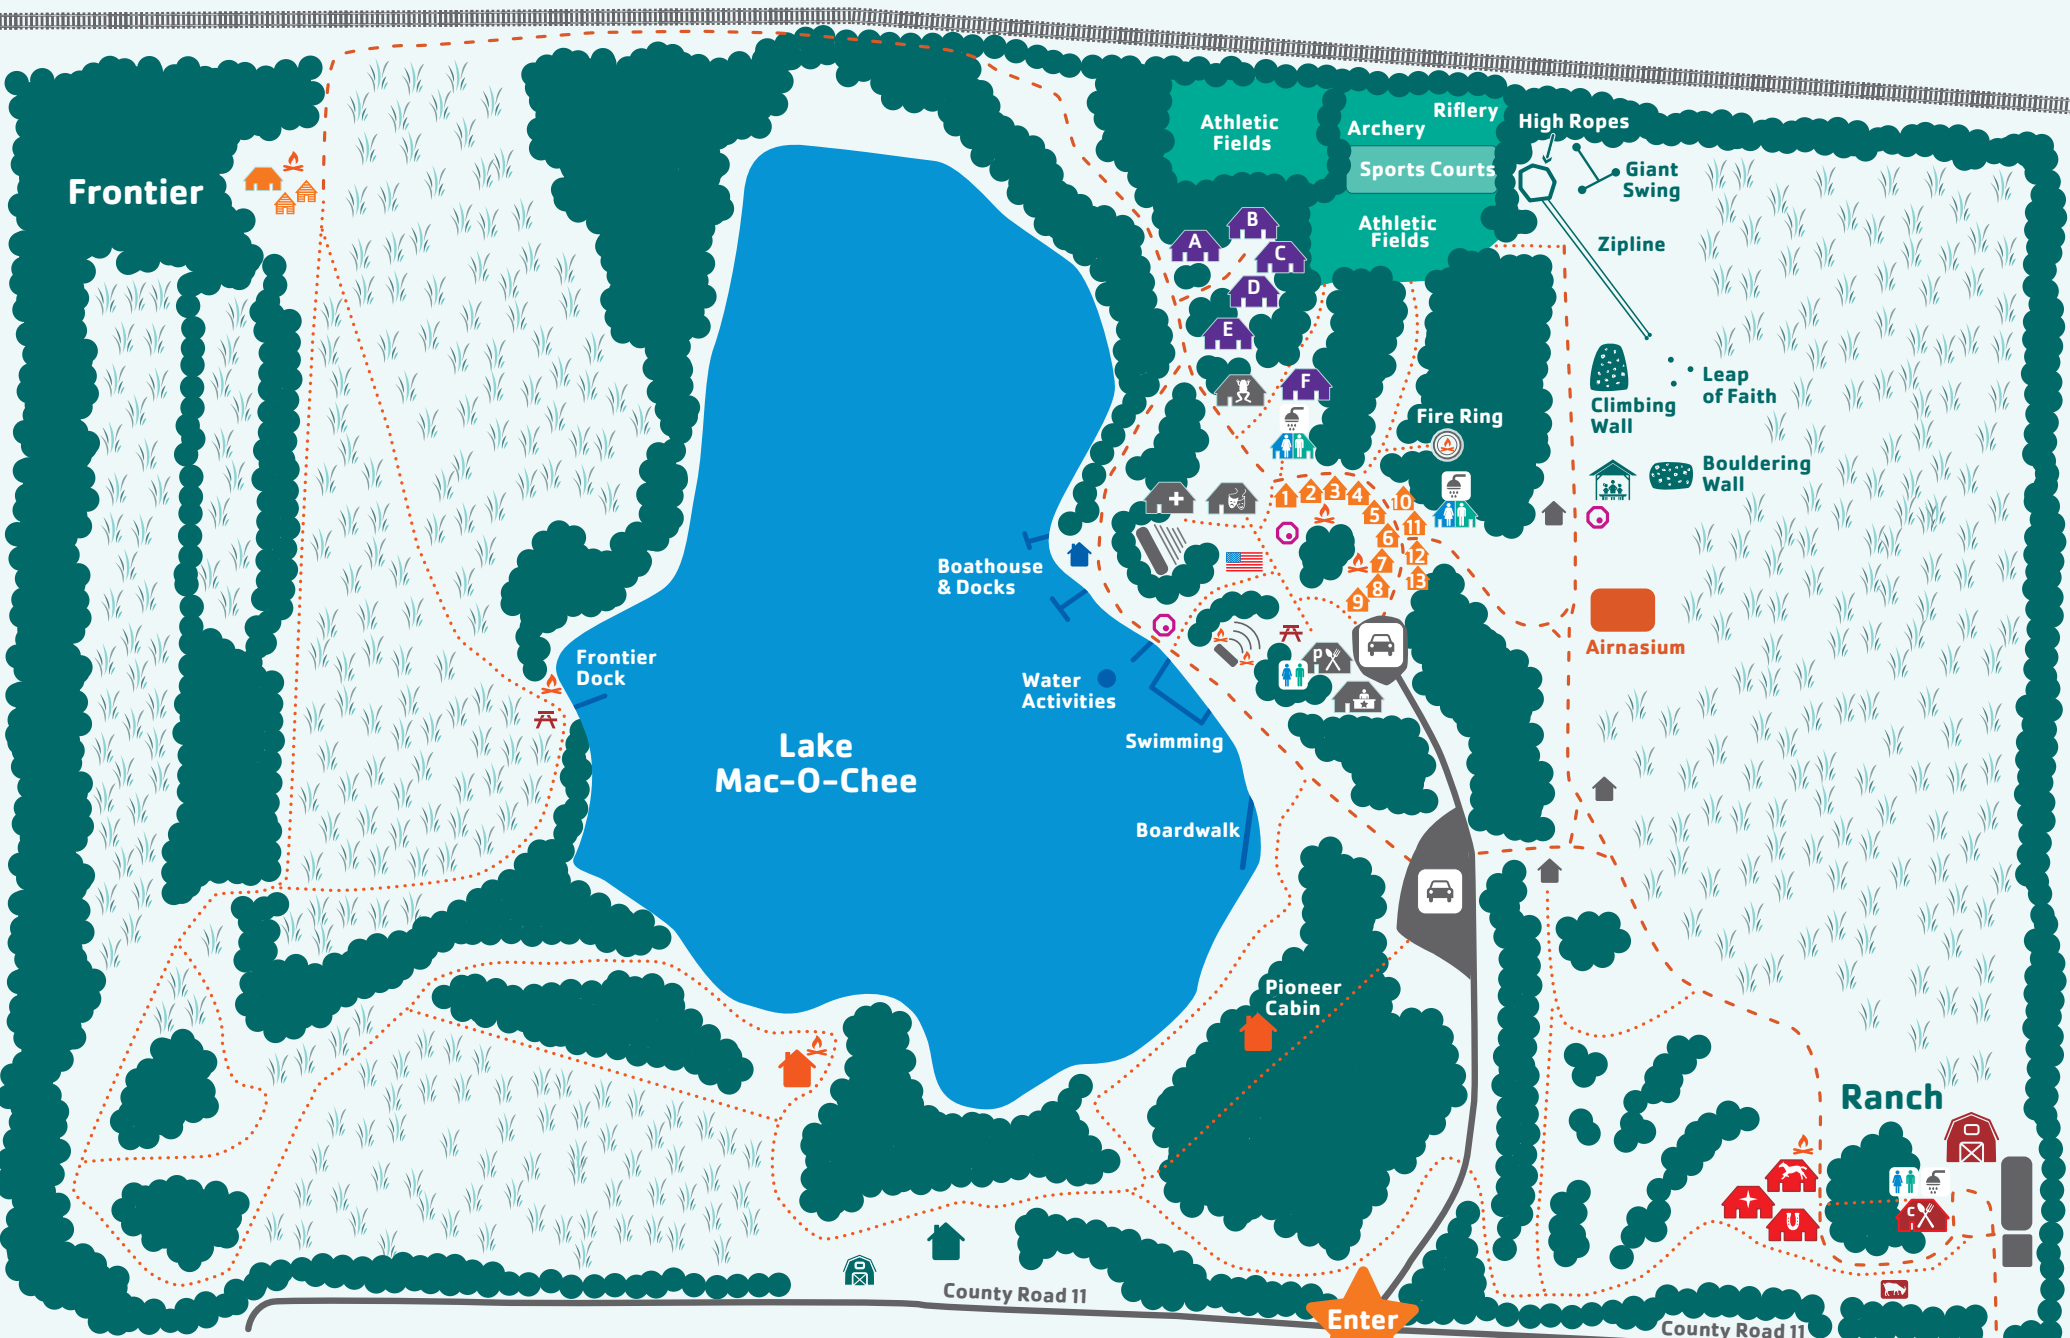 Athletic
Fields
Riflery
Archery
Sports Courts
Athletic
Fields
High Ropes
Giant
Swing
Zipline
Frontier
A
B
C
D
E
F
Leap
of Faith
Climbing
Wall
Fire Ring
Bouldering
Wall
1
2
3
4
5
6
7
8
9
10
11
12
13
Boathouse
& Docks
Airnasium
Frontier
Dock
Water
Activities
P
Swimming
Lake
Mac-O-Chee
Boardwalk
Pioneer
Cabin
Ranch
C
County Road 11
Enter
County Road 11